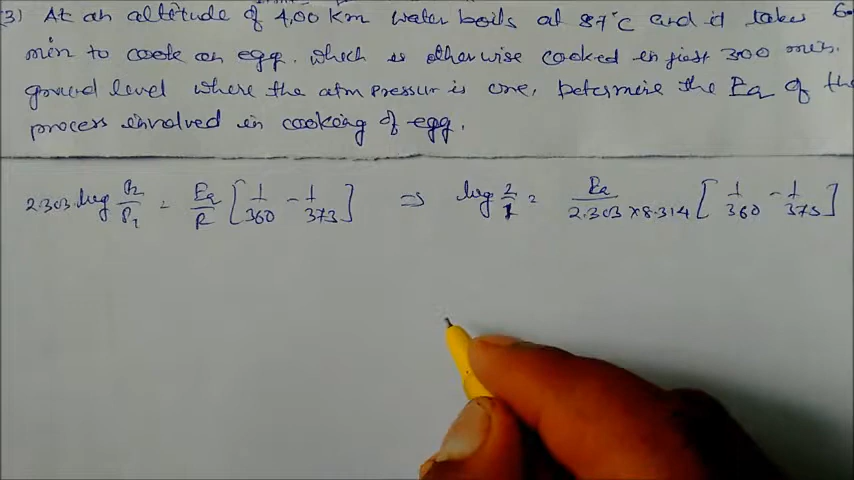 3) At an altitude of 4,00 km water boils at 87°C and it takes 6
min to cook an egg. which is otherwise cooked in just 300 min.
ground level where the atm pressur is one, Determine the Ea of the
process involved in cooking of egg.
2.303 log r2/r1 = Ea/R [1/360 - 1/373] ⇒ log 2/1 = Ea/2.303×8.314 [1/360 - 1/373]